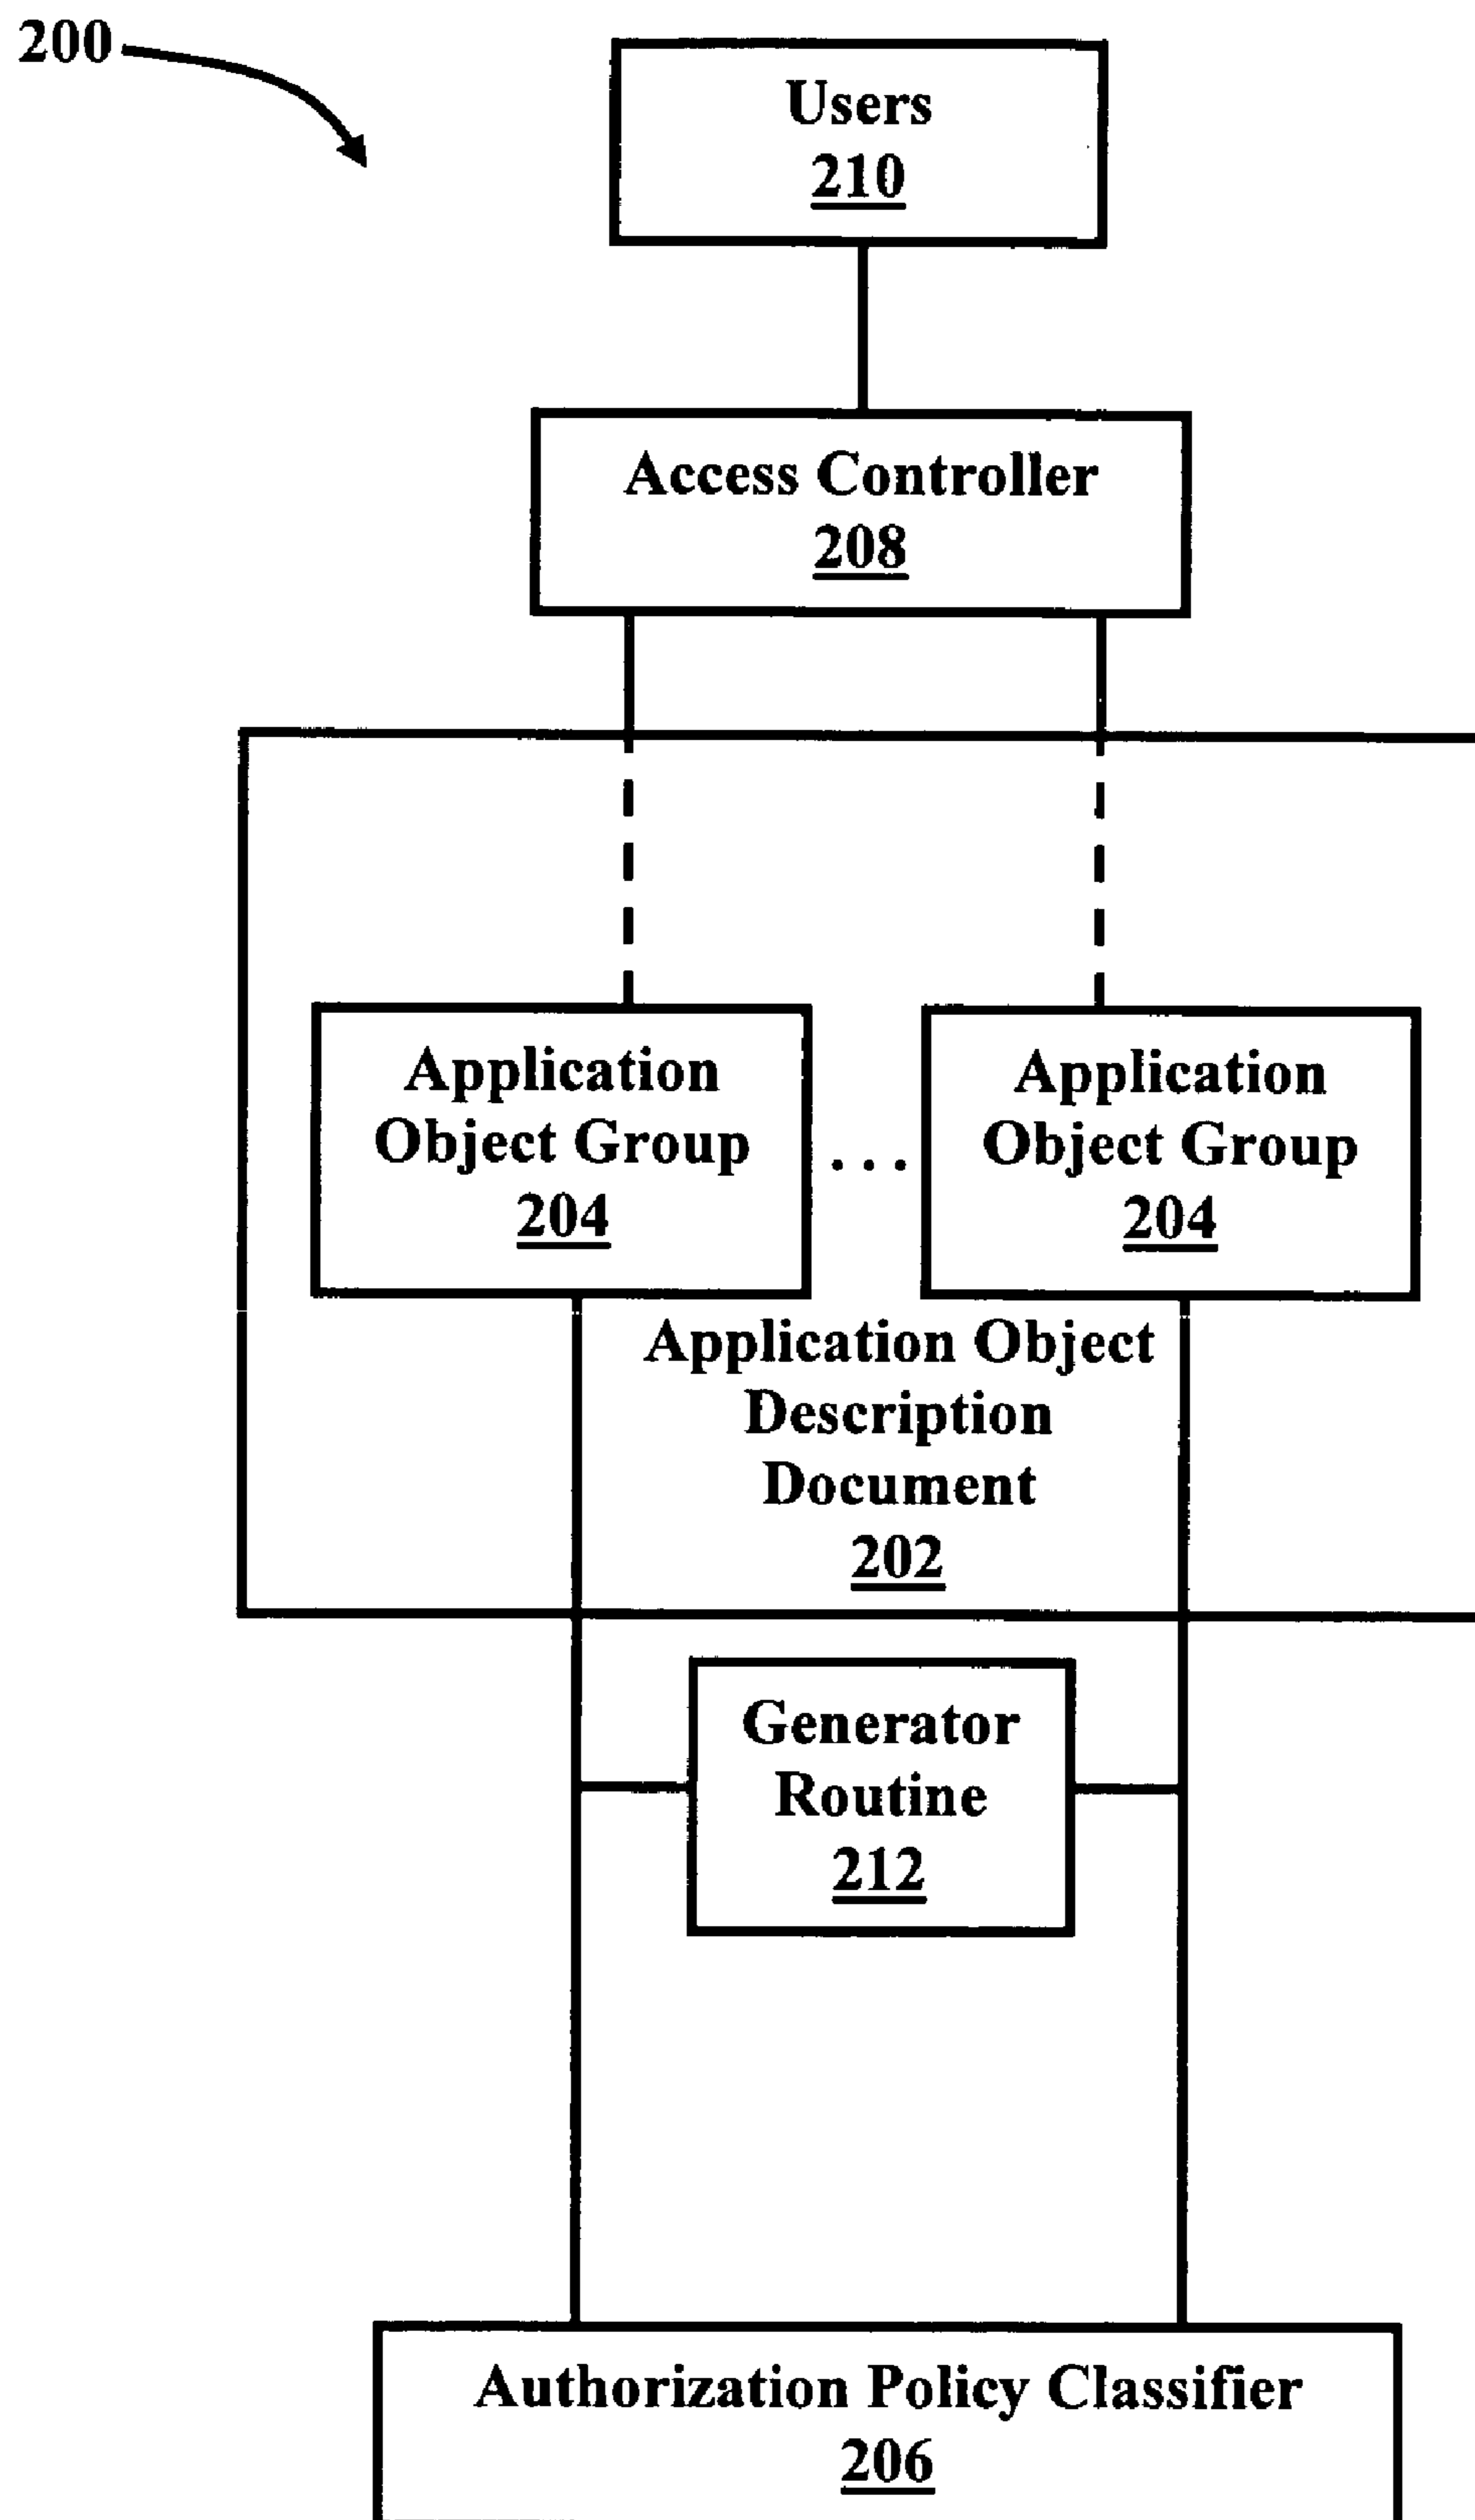 200
Users
210
Access Controller
208
Application
Object Group
204
. . .
Application
Object Group
204
Application Object
Description
Document
202
Generator
Routine
212
Authorization Policy Classifier
206